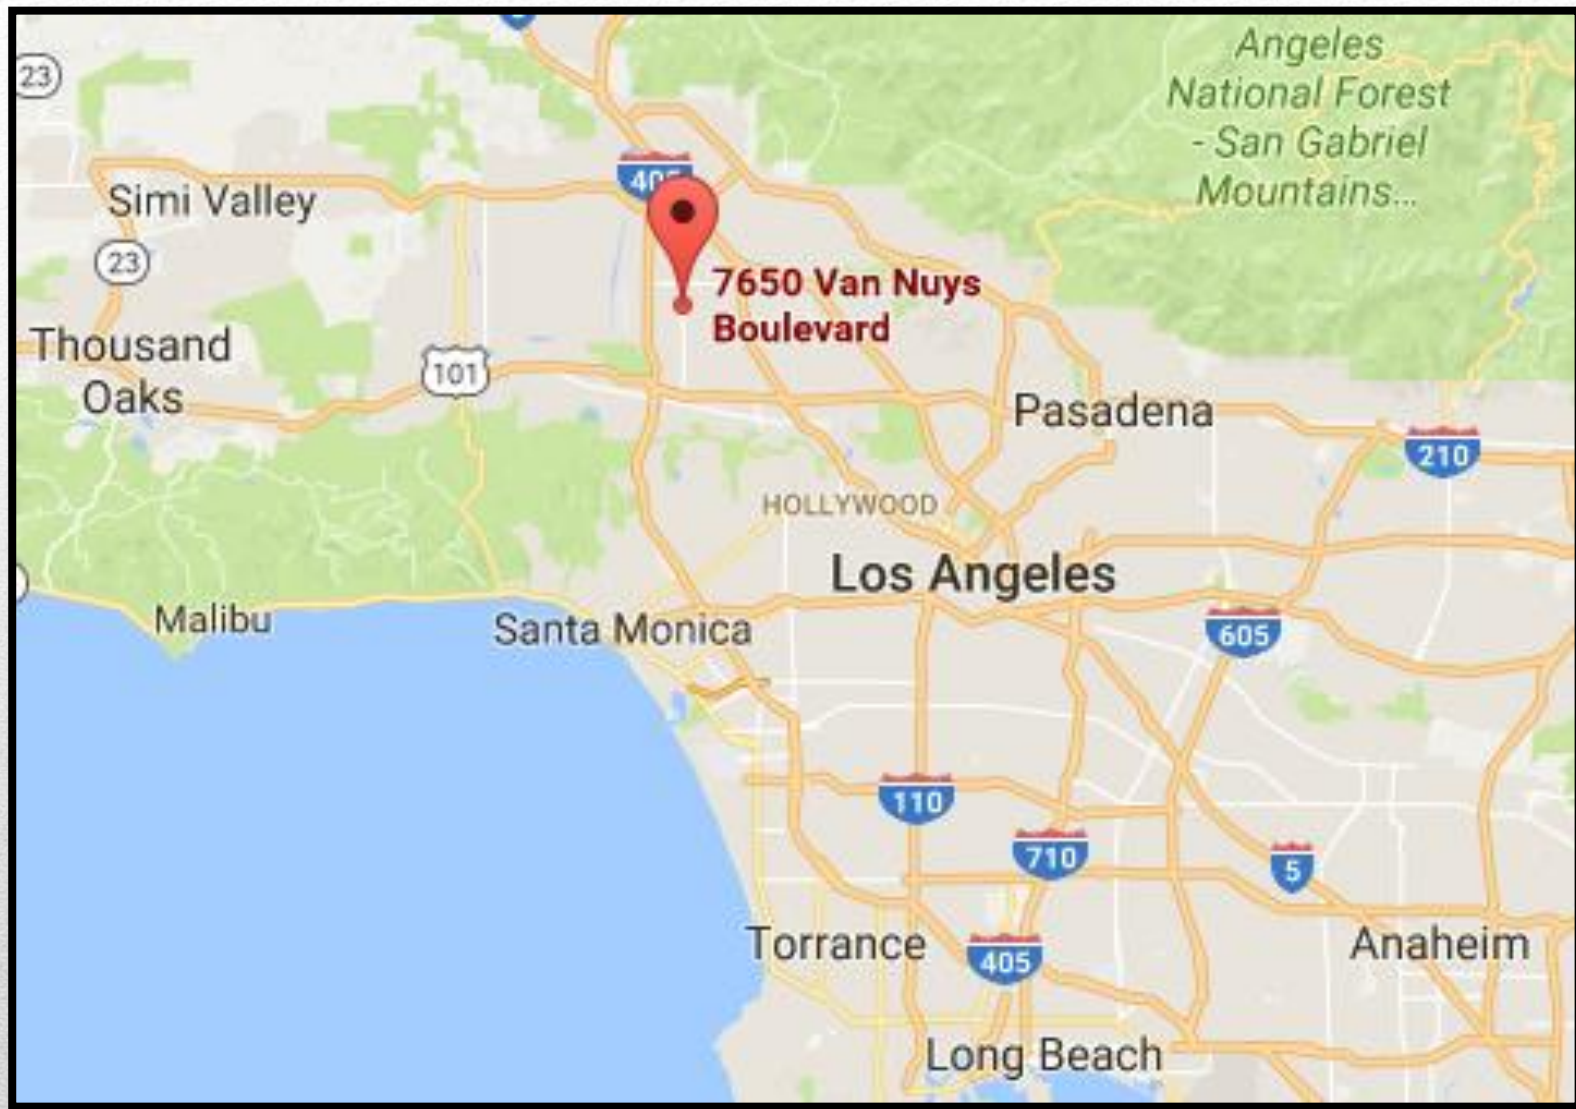 Angeles
National Forest
- San Gabriel
Mountains...
23
Simi Valley
405
23
7650 Van Nuys
Boulevard
Thousand
Oaks
101
Pasadena
210
HOLLYWOOD
Los Angeles
Malibu
Santa Monica
605
110
710
5
Torrance
405
Anaheim
Long Beach